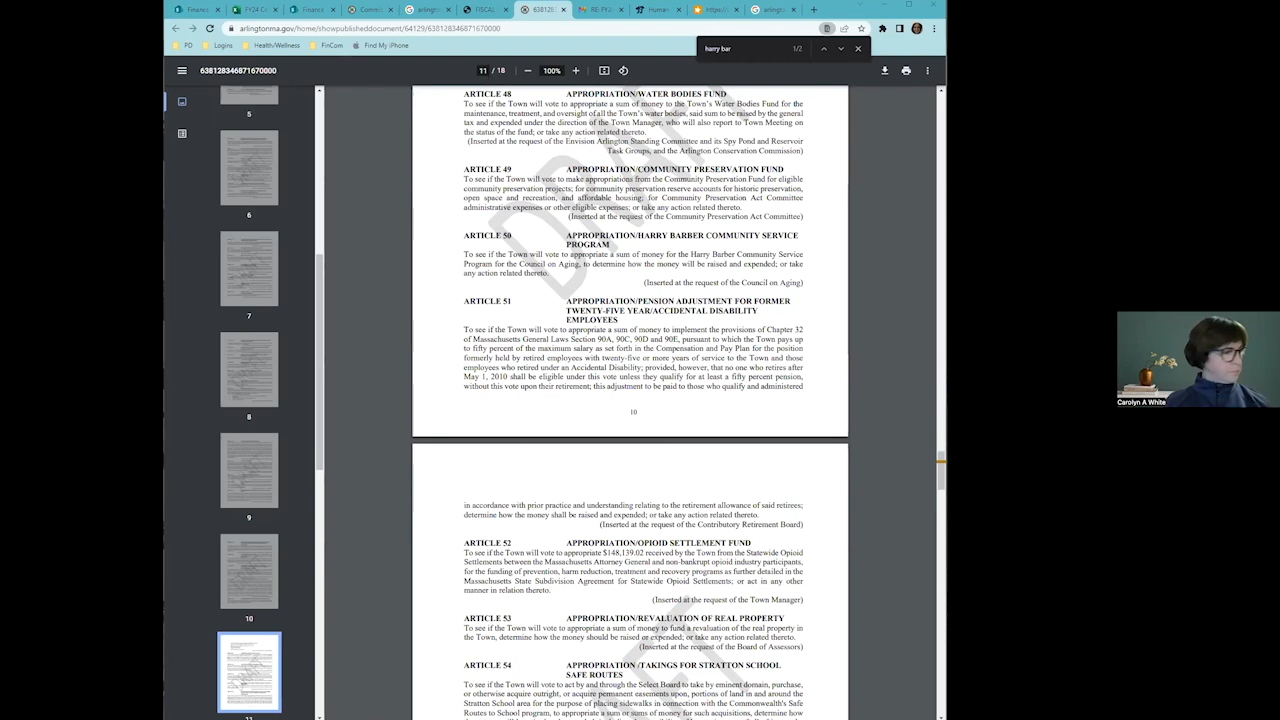 Finance
FY24 Co
Finance
Commit
arlingto
FISCAL
63812
RE: FY2
Human
https://
arlingto
arlingtonma.gov/home/showpublisheddocument/64129/638128346871670000
PD
Logins
Health/Wellness
FinCom
Find My iPhone
harry bar
1/2
638128346871670000
11 / 18
100%
5
6
7
8
9
10
ARTICLE 48 APPROPRIATION/WATER BODIES FUND
To see if the Town will vote to appropriate a sum of money to the Town's Water Bodies Fund for the
maintenance, treatment, and oversight of all the Town's water bodies, said sum to be raised by the general
tax and expended under the direction of the Town Manager, who will also report to Town Meeting on
the status of the fund; or take any action related thereto.
(Inserted at the request of the Envision Arlington Standing Committee and its Spy Pond and Reservoir
Task Groups, and the Arlington Conservation Commission)
ARTICLE 49 APPROPRIATION/COMMUNITY PRESERVATION FUND
To see if the Town will vote to make appropriations from the Community Preservation Fund for eligible
community preservation projects; for community preservation reserve accounts for historic preservation,
open space and recreation, and affordable housing; for Community Preservation Act Committee
administrative expenses or other eligible expenses; or take any action related thereto.
(Inserted at the request of the Community Preservation Act Committee)
ARTICLE 50 APPROPRIATION/HARRY BARBER COMMUNITY SERVICE
PROGRAM
To see if the Town will vote to appropriate a sum of money for the Harry Barber Community Service
Program for the Council on Aging, to determine how the money will be raised and expended; or take
any action related thereto.
(Inserted at the request of the Council on Aging)
ARTICLE 51 APPROPRIATION/PENSION ADJUSTMENT FOR FORMER
TWENTY-FIVE YEAR/ACCIDENTAL DISABILITY
EMPLOYEES
To see if the Town will vote to appropriate a sum of money to implement the provisions of Chapter 32
of Massachusetts General Laws Section 90A, 90C, 90D and 90E, pursuant to which the Town pays up
to fifty percent of the maximum salary as set forth in the Compensation and Pay Plan for the position
formerly held by retired employees with twenty-five or more years of service to the Town and those
employees who retired under an Accidental Disability; provided, however, that no one who retires after
May 1, 2010 shall be eligible under this vote unless they qualify for at least a fifty percent pension,
without this vote upon their retirement; this adjustment to be paid to those who qualify and administered
10
in accordance with prior practice and understanding relating to the retirement allowance of said retirees;
determine how the money shall be raised and expended; or take any action related thereto.
(Inserted at the request of the Contributory Retirement Board)
ARTICLE 52 APPROPRIATION/OPIOID SETTLEMENT FUND
To see if the Town will vote to appropriate $148,139.02 received by the Town from the Statewide Opioid
Settlements between the Massachusetts Attorney General and non-bankrupt opioid industry participants,
for the funding of prevention, harm reduction, treatment and recovery programs as further detailed in the
Massachusetts State Subdivision Agreement for Statewide Opioid Settlements; or act in any other
manner in relation thereto.
(Inserted at the request of the Town Manager)
ARTICLE 53 APPROPRIATION/REVALUATION OF REAL PROPERTY
To see if the Town will vote to appropriate a sum of money to fund a revaluation of the real property in
the Town, determine how the money should be raised or expended; or take any action related thereto.
(Inserted at the request of the Board of Assessors)
ARTICLE APPROPRIATION /TAKINGS FOR STRATTON SCHOOL
SAFE ROUTES
To see if the Town will vote to act by and through the Select Board to take by eminent domain, purchase,
or otherwise acquire outright, or acquire permanent easements upon, portions of land in and around the
Stratton School area for the purpose of placing sidewalks in connection with the Commonwealth's Safe
Routes to School program, to appropriate a sum or sums of money for such acquisitions, determine how
DRAFT
Carolyn A White